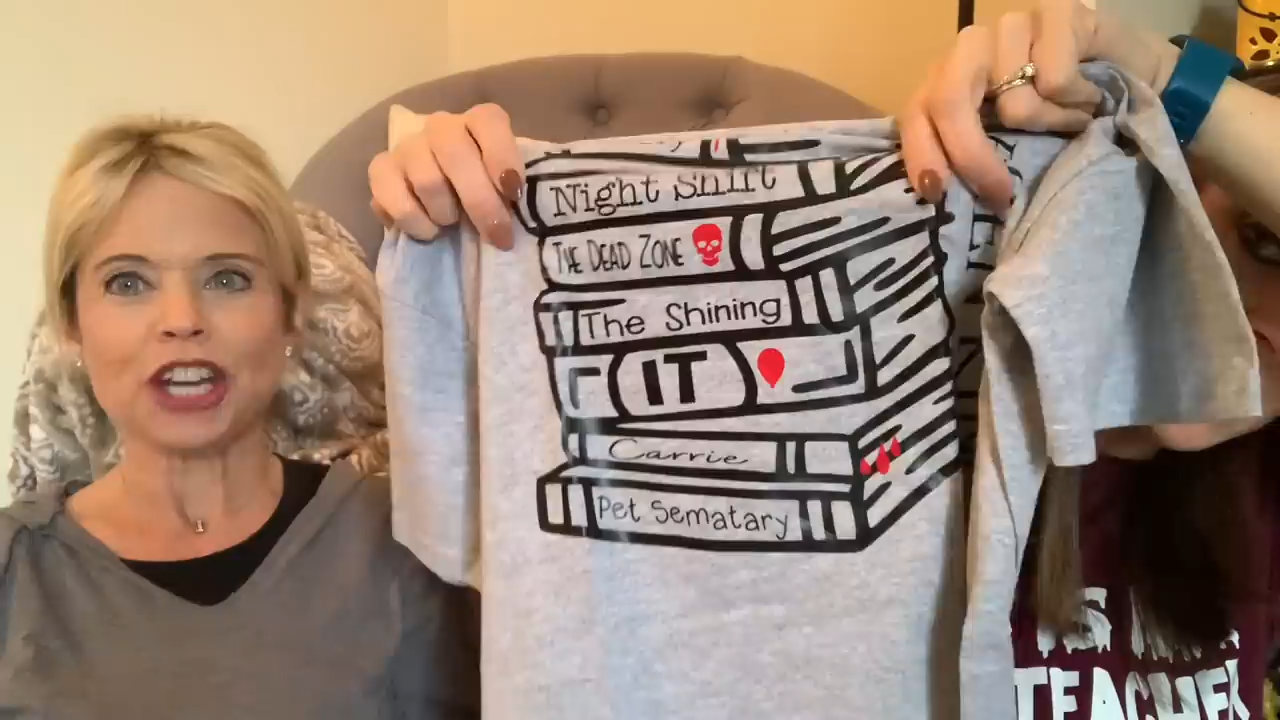 Night Shift
THE DEAD ZONE
The Shining
IT
Carrie
Pet Sematary
TEACHER